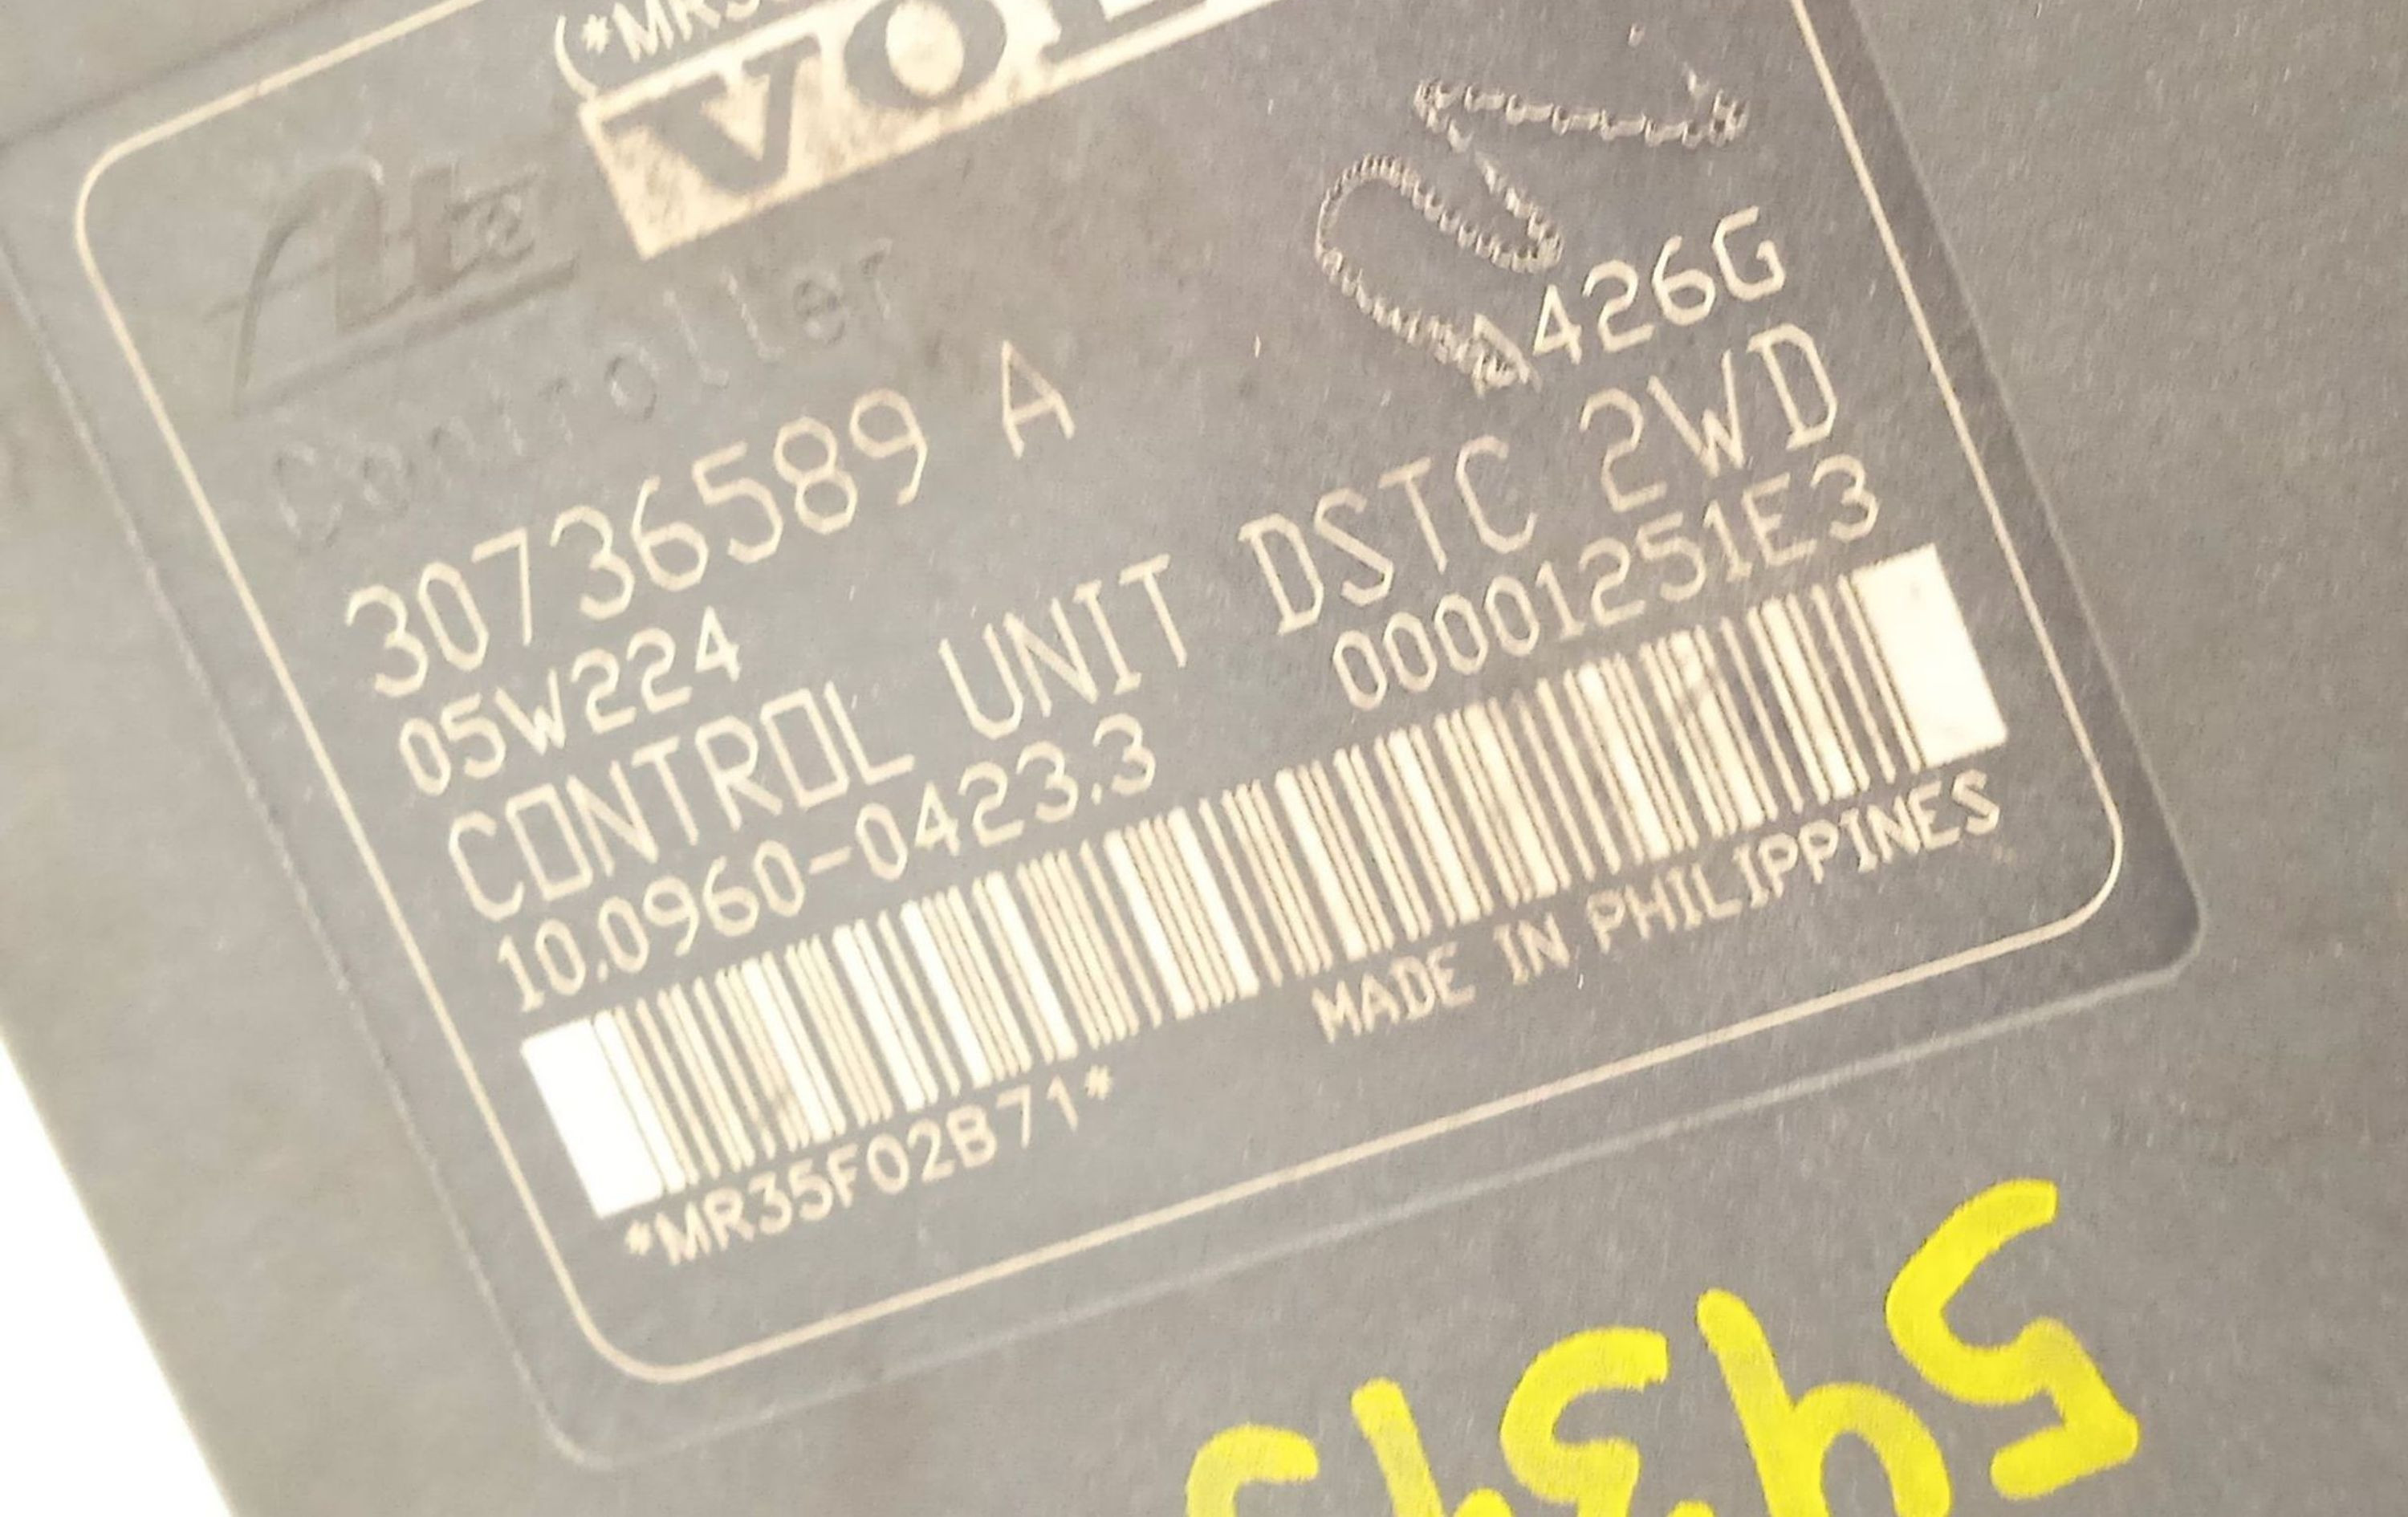 (*MR3
VOL
Ate
Controller
426G
30736589 A
05W224
CONTROL UNIT DSTC 2WD
10.0960-0423.3 00001251E3
*MR35F02B71*
MADE IN PHILIPPINES